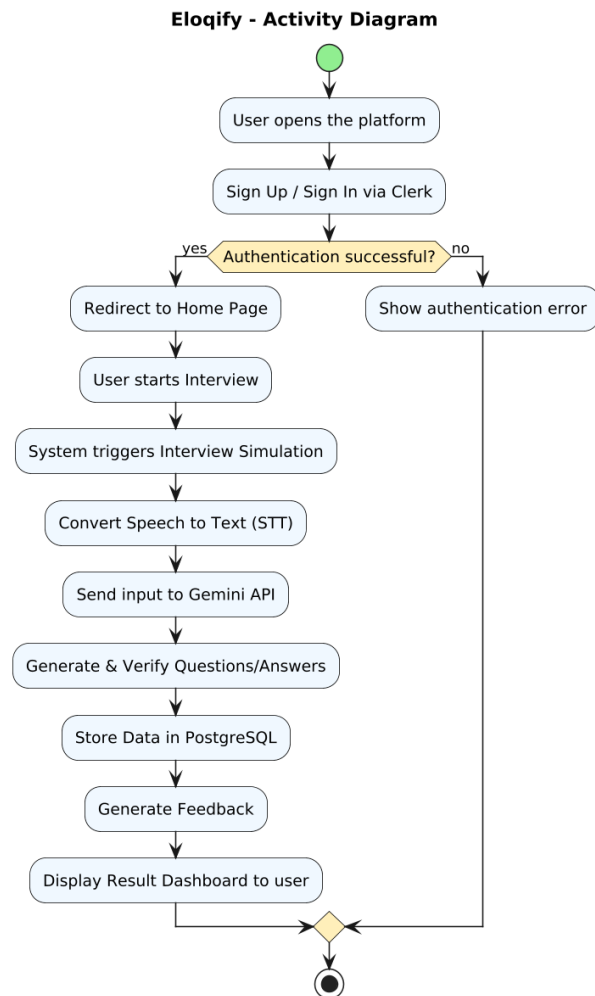 Eloqify - Activity Diagram
User opens the platform
Sign Up / Sign In via Clerk
yes
Authentication successful?
no
Redirect to Home Page
Show authentication error
User starts Interview
System triggers Interview Simulation
Convert Speech to Text (STT)
Send input to Gemini API
Generate & Verify Questions/Answers
Store Data in PostgreSQL
Generate Feedback
Display Result Dashboard to user